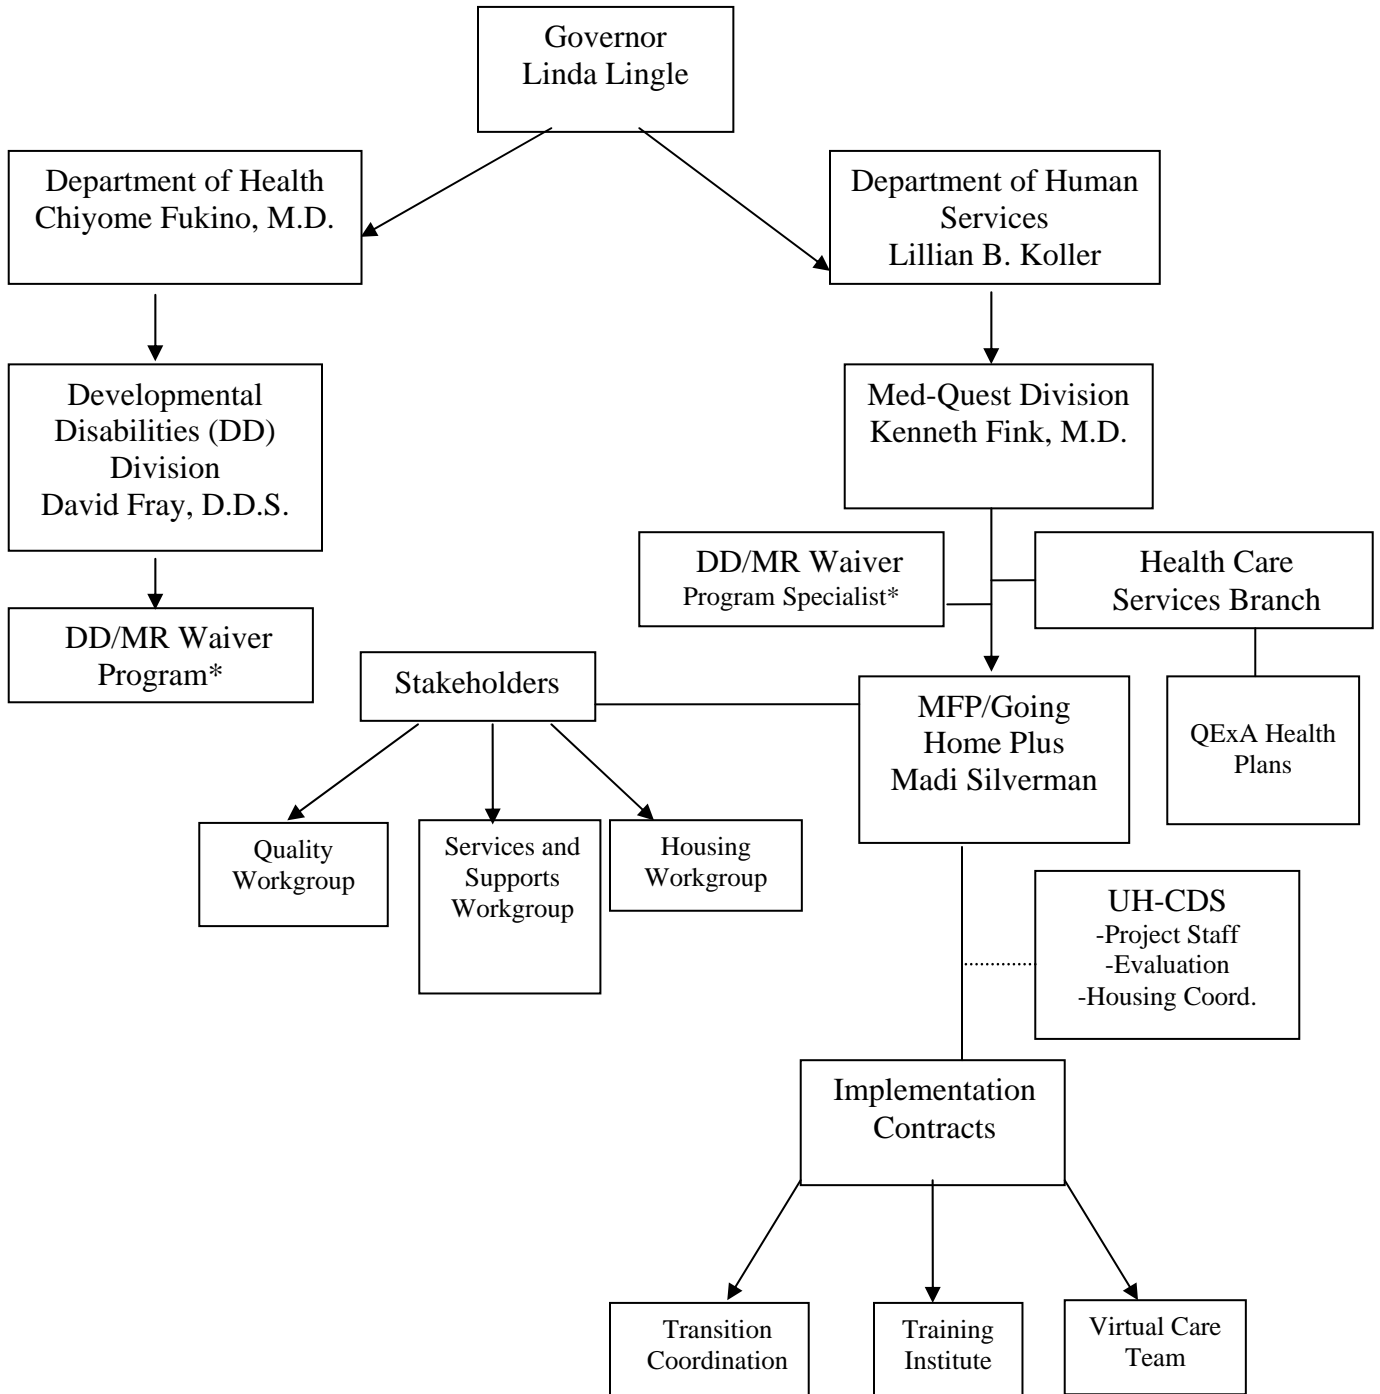 Governor
Linda Lingle
Department of Health
Chiyome Fukino, M.D.
Department of Human
Services
Lillian B. Koller
Developmental
Disabilities (DD)
Division
David Fray, D.D.S.
Med-Quest Division
Kenneth Fink, M.D.
DD/MR Waiver
Program Specialist*
Health Care
Services Branch
DD/MR Waiver
Program*
Stakeholders
MFP/Going
Home Plus
Madi Silverman
QExA Health
Plans
Quality
Workgroup
Services and
Supports
Workgroup
Housing
Workgroup
UH-CDS
-Project Staff
-Evaluation
-Housing Coord.
Implementation
Contracts
Transition
Coordination
Training
Institute
Virtual Care
Team